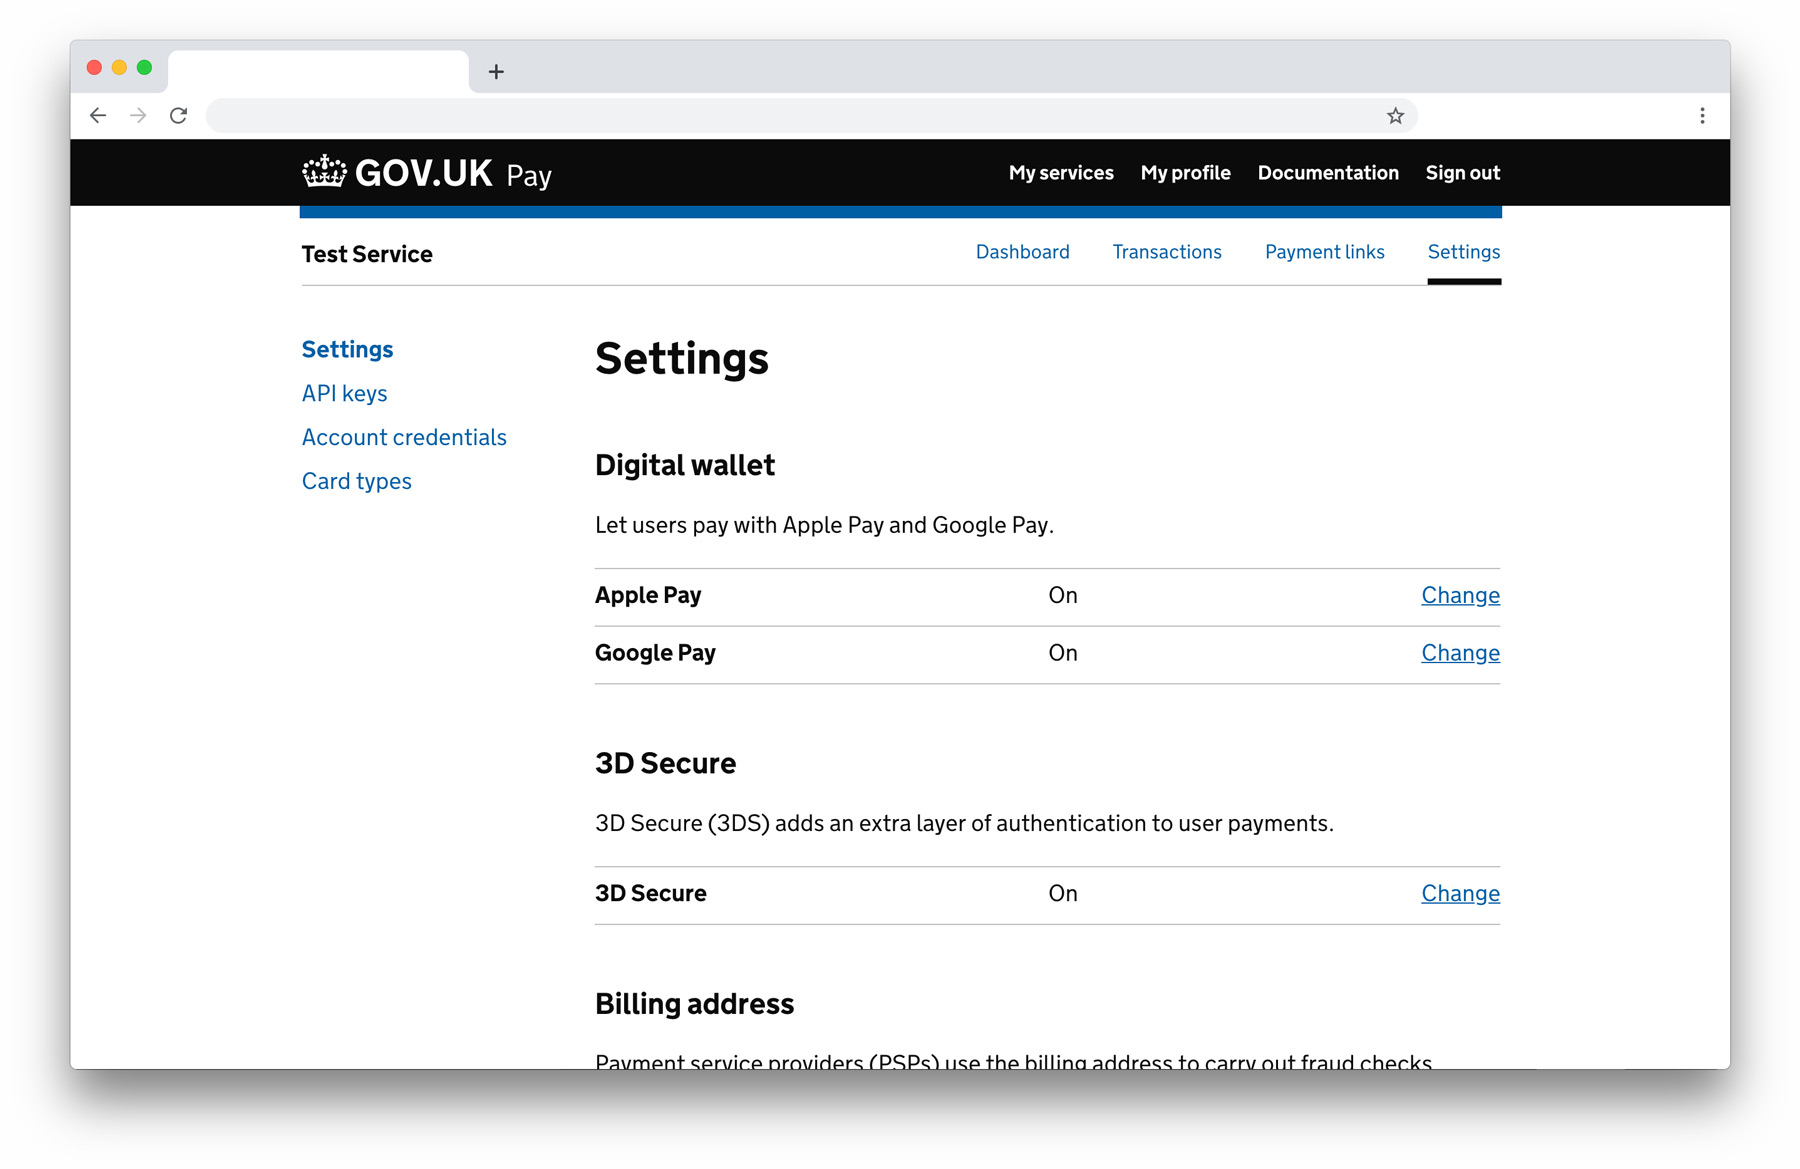 GOV.UK Pay
My services My profile Documentation Sign out
Test Service
Dashboard Transactions Payment links Settings
Settings
API keys
Account credentials
Card types
Settings
Digital wallet
Let users pay with Apple Pay and Google Pay.
Apple Pay On Change
Google Pay On Change
3D Secure
3D Secure (3DS) adds an extra layer of authentication to user payments.
3D Secure On Change
Billing address
Payment service providers (PSPs) use the billing address to carry out fraud checks